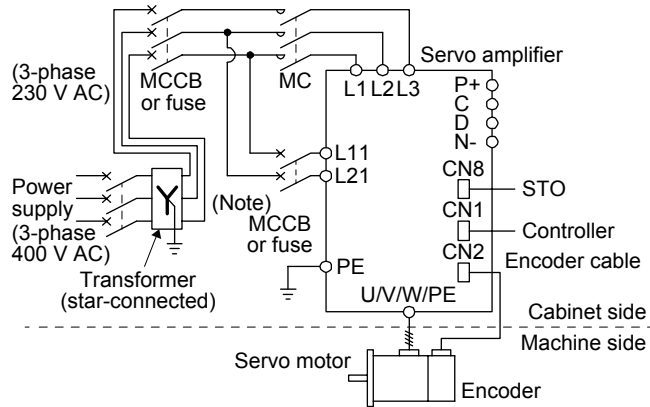 Servo amplifier
(3-phase
230 V AC)
MCCB
or fuse
MC
L1 L2 L3
P+
C
D
N-
L11
L21
CN8
STO
Power
supply
(3-phase
400 V AC)
(Note)
MCCB
or fuse
CN1
Controller
CN2
Encoder cable
Transformer
(star-connected)
PE
U/V/W/PE
Cabinet side
Machine side
Servo motor
Encoder